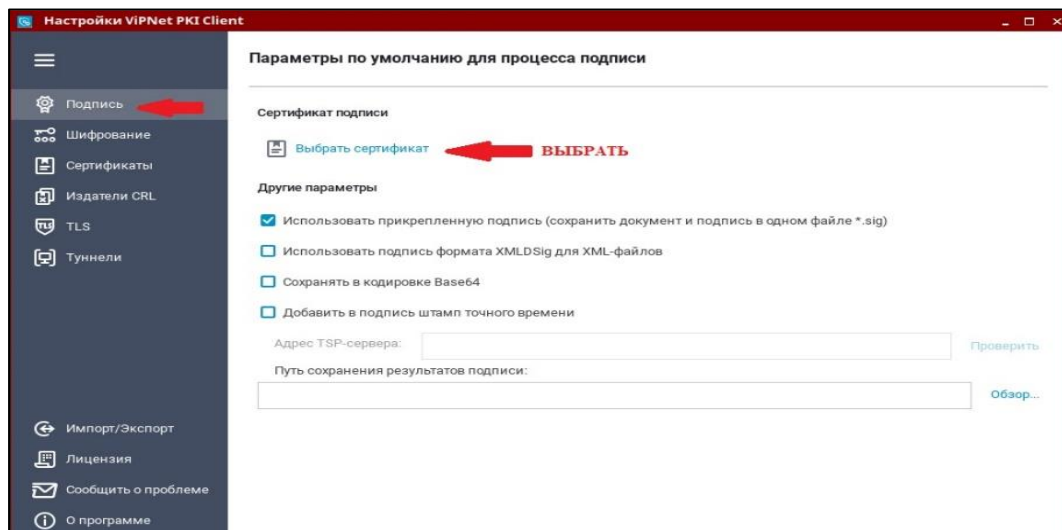 Настройки ViPNet PKI Client
Подпись
Шифрование
Сертификаты
Издатели CRL
TLS
Туннели
Импорт/Экспорт
Лицензия
Сообщить о проблеме
О программе
Параметры по умолчанию для процесса подписи
Сертификат подписи
Выбрать сертификат ВЫБРАТЬ
Другие параметры
Использовать прикрепленную подпись (сохранить документ и подпись в одном файле *.sig)
Использовать подпись формата XMLDSig для XML-файлов
Сохранять в кодировке Base64
Добавить в подпись штамп точного времени
Адрес TSP-сервера: Проверить
Путь сохранения результатов подписи:
Обзор...